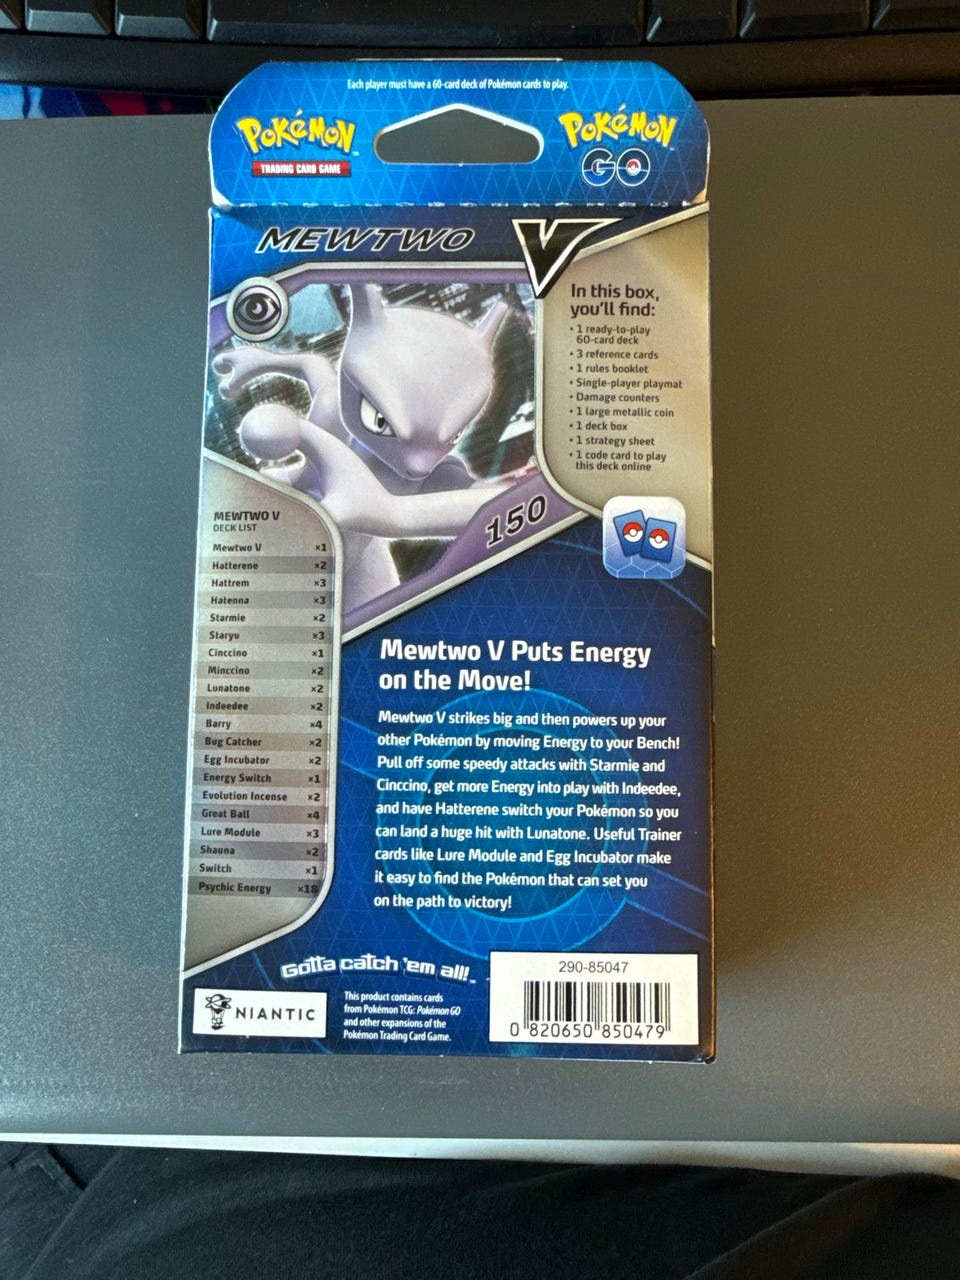 Each player must have a 60-card deck of Pokémon cards to play.
POKéMON
TRADING CARD GAME
POKéMON
GO
MEWTWO V
In this box,
you'll find:
• 1 ready-to-play
60-card deck
• 3 reference cards
• 1 rules booklet
• Single-player playmat
• Damage counters
• 1 large metallic coin
• 1 deck box
• 1 strategy sheet
• 1 code card to play
this deck online
150
MEWTWO V
DECK LIST
Mewtwo V ×1
Hatterene ×2
Hattrem ×3
Hatenna ×3
Starmie ×2
Staryu ×3
Cinccino ×1
Minccino ×2
Lunatone ×2
Indeedee ×2
Barry ×4
Bug Catcher ×2
Egg Incubator ×2
Energy Switch ×1
Evolution Incense ×2
Great Ball ×4
Lure Module ×3
Shauna ×2
Switch ×1
Psychic Energy ×18
Mewtwo V Puts Energy
on the Move!
Mewtwo V strikes big and then powers up your
other Pokémon by moving Energy to your Bench!
Pull off some speedy attacks with Starmie and
Cinccino, get more Energy into play with Indeedee,
and have Hatterene switch your Pokémon so you
can land a huge hit with Lunatone. Useful Trainer
cards like Lure Module and Egg Incubator make
it easy to find the Pokémon that can set you
on the path to victory!
Gotta catch 'em all!™
NIANTIC
This product contains cards
from Pokémon TCG: Pokémon GO
and other expansions of the
Pokémon Trading Card Game.
290-85047
0 820650 850479